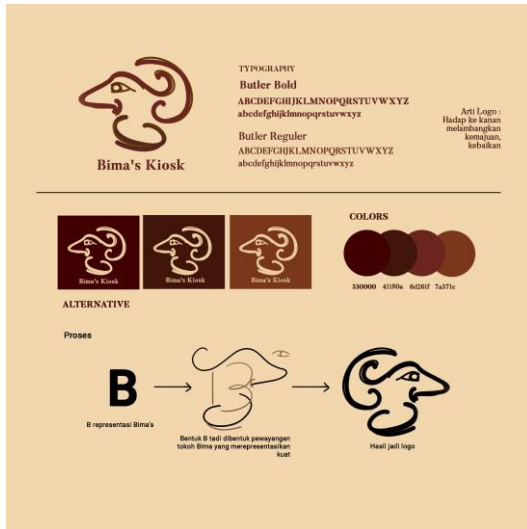 TYPOGRAPHY
Butler Bold
ABCDEFGHIJKLMNOPQRSTUVWXYZ
abcdefghijklmnopqrstuvwxyz
Butler Reguler
ABCDEFGHIJKLMNOPQRSTUVWXYZ
abcdefghijklmnopqrstuvwxyz
Arti Logo :
Hadap ke kanan
melambangkan
kemajuan,
kebaikan
Bima's Kiosk
COLORS
Bima's Kiosk
Bima's Kiosk
Bima's Kiosk
330000 41150a 6d261f 7a371c
ALTERNATIVE
Proses
B
B representasi Bima's
Bentuk B tadi dibentuk pewayangan
tokoh Bima yang merepresentasikan
kuat
Hasil jadi logo